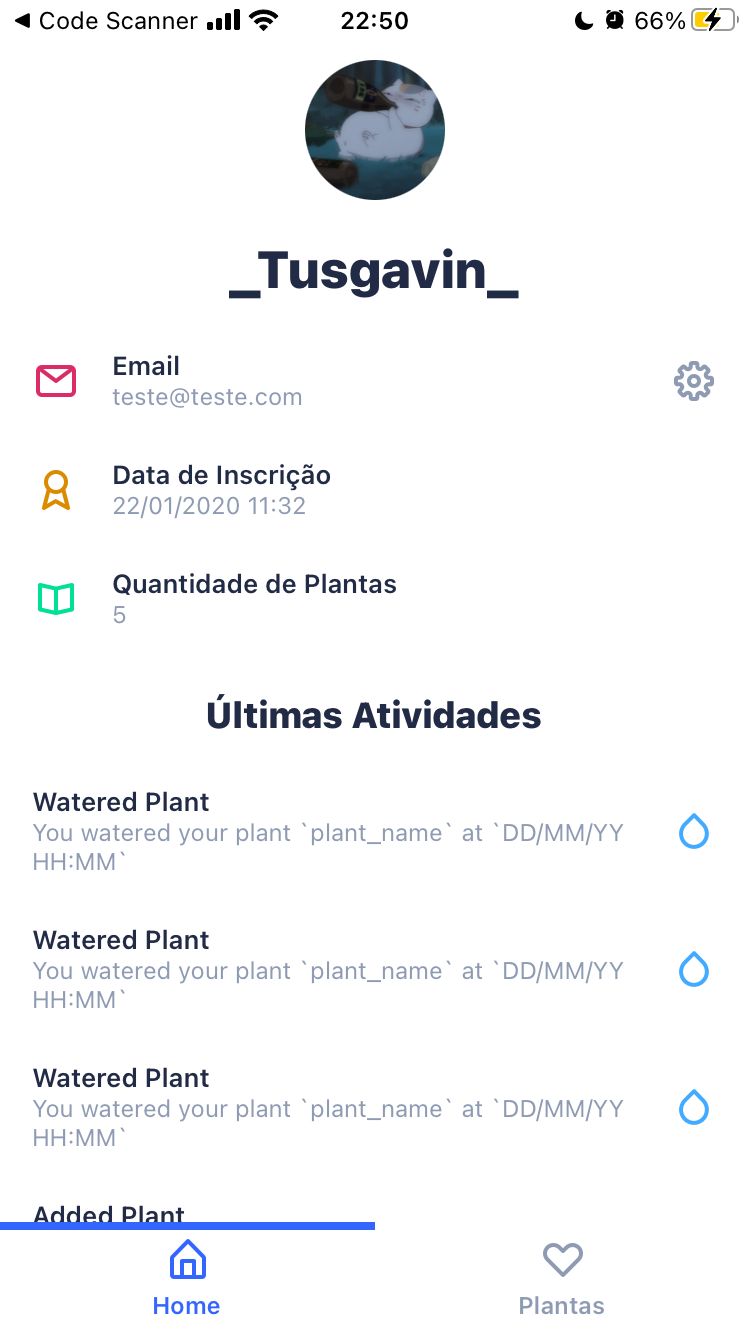 Code Scanner
22:50
66%
_Tusgavin_
Email
teste@teste.com
Data de Inscrição
22/01/2020 11:32
Quantidade de Plantas
5
Últimas Atividades
Watered Plant
You watered your plant `plant_name` at `DD/MM/YY
HH:MM`
Watered Plant
You watered your plant `plant_name` at `DD/MM/YY
HH:MM`
Watered Plant
You watered your plant `plant_name` at `DD/MM/YY
HH:MM`
Added Plant
Home
Plantas